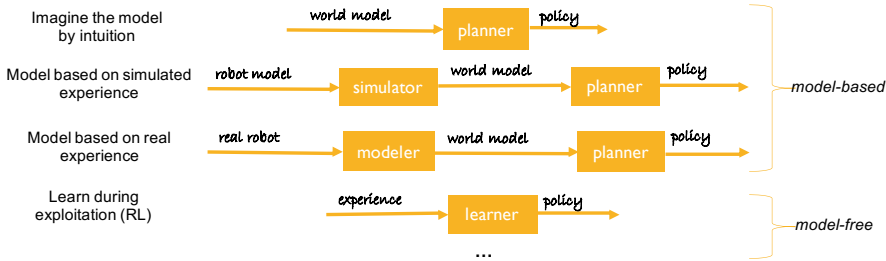 Imagine the model
by intuition
world model
planner
policy
Model based on simulated
experience
robot model
simulator
world model
planner
policy
model-based
Model based on real
experience
real robot
modeler
world model
planner
policy
Learn during
exploitation (RL)
experience
learner
policy
model-free
...